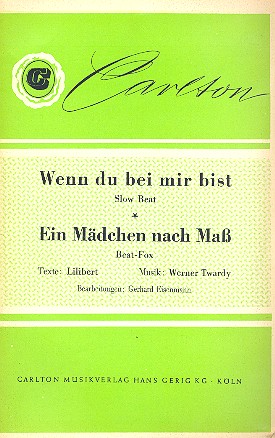 G
Carlton
Wenn du bei mir bist
Slow Beat
*
Ein Mädchen nach Maß
Beat-Fox
Texte: Lilibert Musik: Werner Twardy
Bearbeitungen: Gerhard Eisenmann
CARLTON MUSIKVERLAG HANS GERIG KG · KÖLN